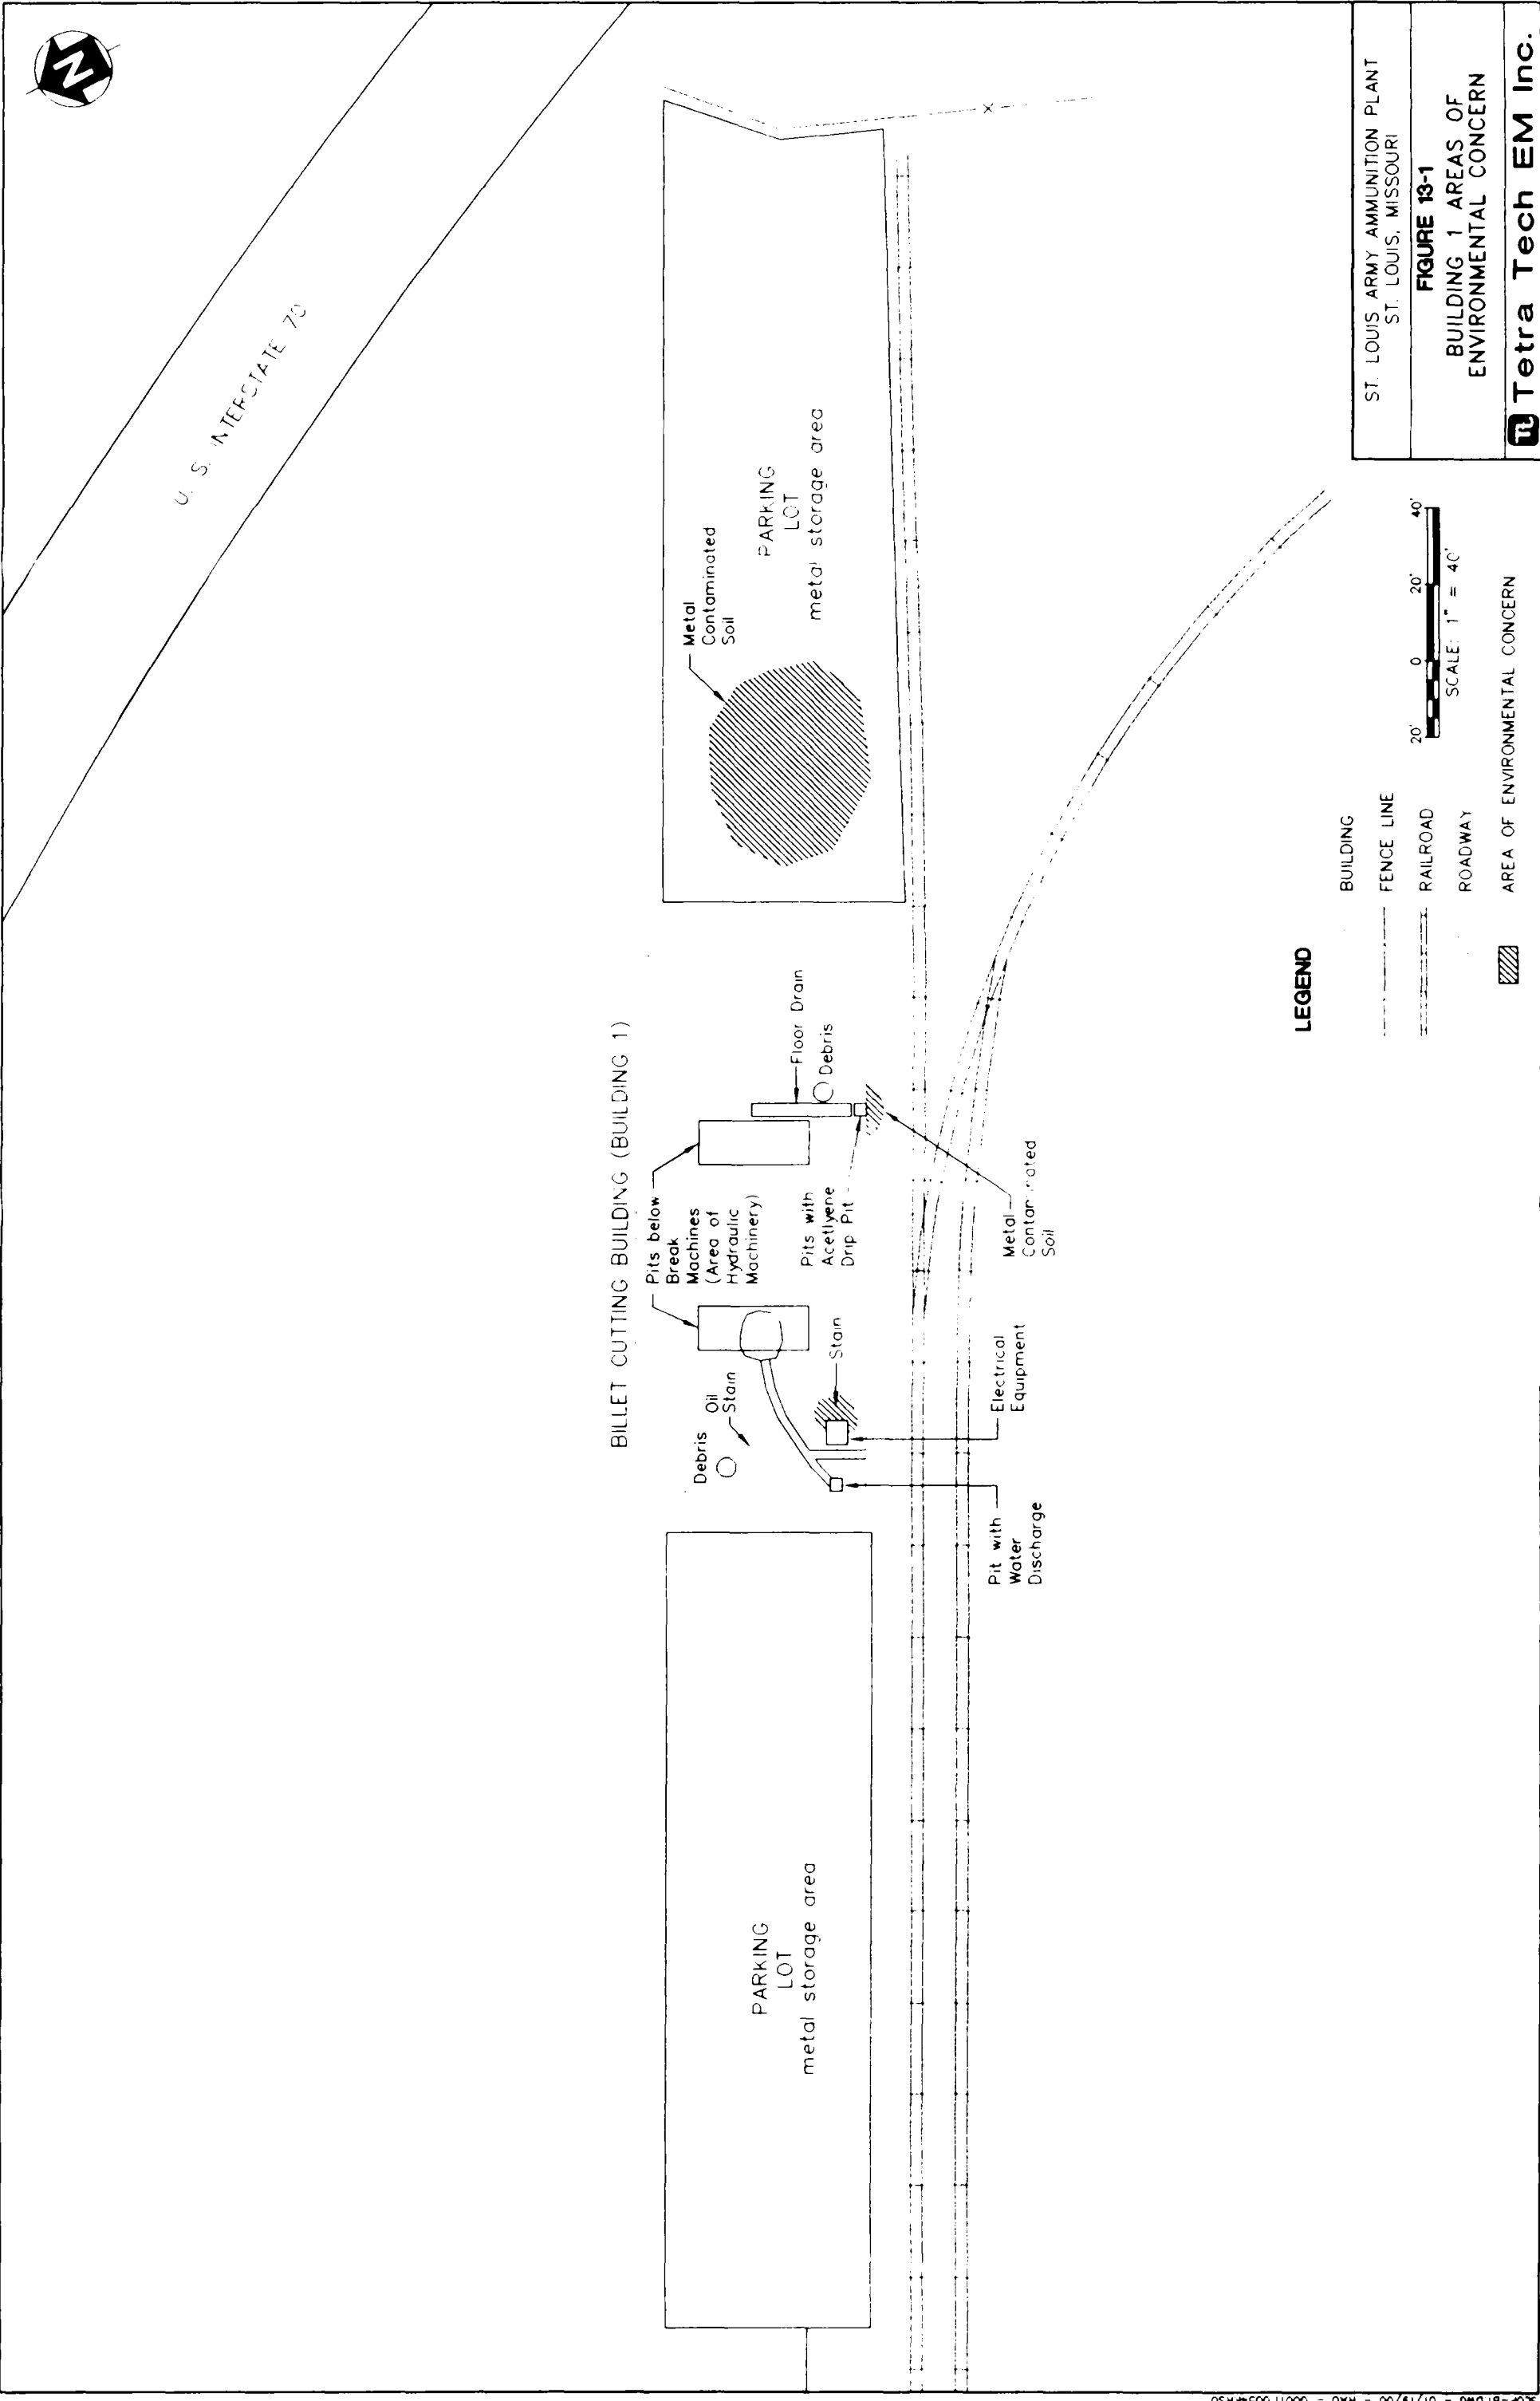 N
U. S. INTERSTATE 70
BILLET CUTTING BUILDING (BUILDING 1)
Debris
Oil
Stain
Pits below
Break
Machines
(Area of
Hydraulic
Machinery)
Pits with
Acetlyene
Drip Pit
Floor Drain
Debris
Stain
Metal
Contaminated
Soil
PARKING
LOT
metal storage area
PARKING
LOT
metal storage area
Pit with
Water
Discharge
Electrical
Equipment
Metal
Contaminated
Soil
LEGEND
BUILDING
FENCE LINE
RAILROAD
ROADWAY
AREA OF ENVIRONMENTAL CONCERN
20' 0 20' 40'
SCALE: 1" = 40'
ST. LOUIS ARMY AMMUNITION PLANT
ST. LOUIS, MISSOURI
FIGURE 13-1
BUILDING 1 AREAS OF
ENVIRONMENTAL CONCERN
Tetra Tech EM Inc.